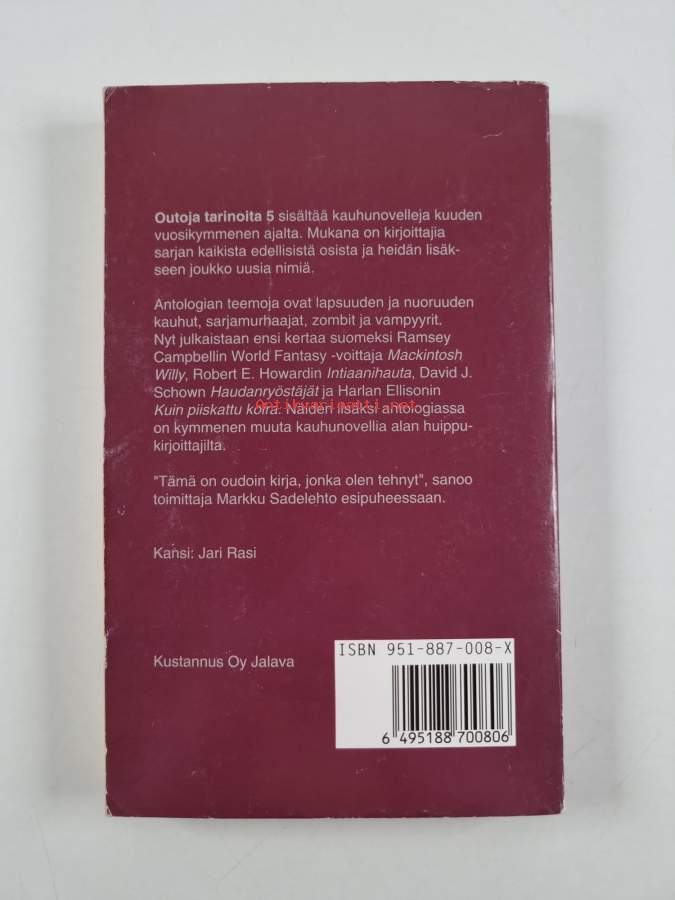 Outoja tarinoita 5 sisältää kauhunovelleja kuuden
vuosikymmenen ajalta. Mukana on kirjoittajia
sarjan kaikista edellisistä osista ja heidän lisäk-
seen joukko uusia nimiä.
Antologian teemoja ovat lapsuuden ja nuoruuden
kauhut, sarjamurhaajat, zombit ja vampyyrit.
Nyt julkaistaan ensi kertaa suomeksi Ramsey
Campbellin World Fantasy -voittaja Mackintosh
Willy, Robert E. Howardin Intiaanihauta, David J.
Schown Haudanryöstäjät ja Harlan Ellisonin
Kuin piiskattu koira. Näiden lisäksi antologiassa
Antikvariaatti.net
on kymmenen muuta kauhunovellia alan huippu-
kirjoittajilta.
"Tämä on oudoin kirja, jonka olen tehnyt", sanoo
toimittaja Markku Sadelehto esipuheessaan.
Kansi: Jari Rasi
Kustannus Oy Jalava
ISBN 951-887-008-X
6 495188 700806